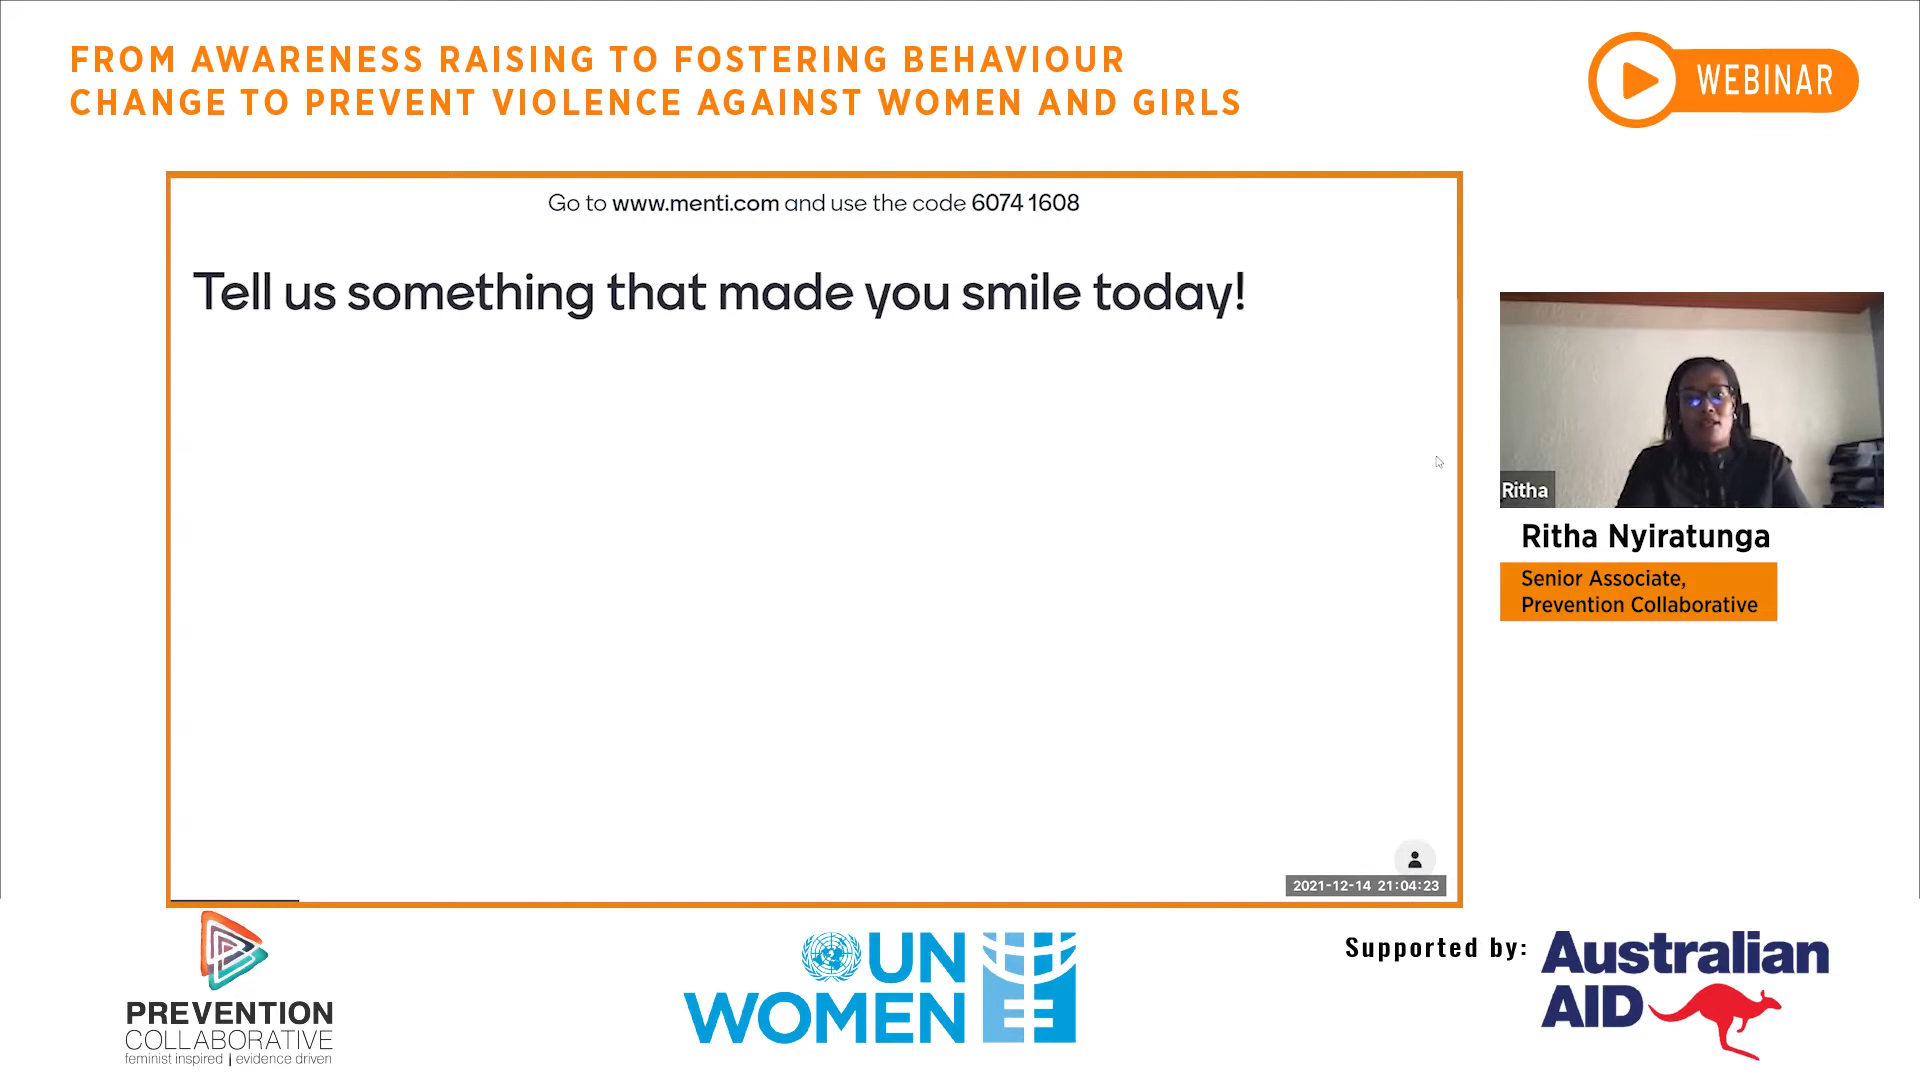 FROM AWARENESS RAISING TO FOSTERING BEHAVIOUR
CHANGE TO PREVENT VIOLENCE AGAINST WOMEN AND GIRLS
WEBINAR
Go to www.menti.com and use the code 6074 1608
Tell us something that made you smile today!
Ritha
Ritha Nyiratunga
Senior Associate,
Prevention Collaborative
2021-12-14 21:04:23
PREVENTION
COLLABORATIVE
feminist inspired | evidence driven
UN
WOMEN
Supported by:
Australian
AID